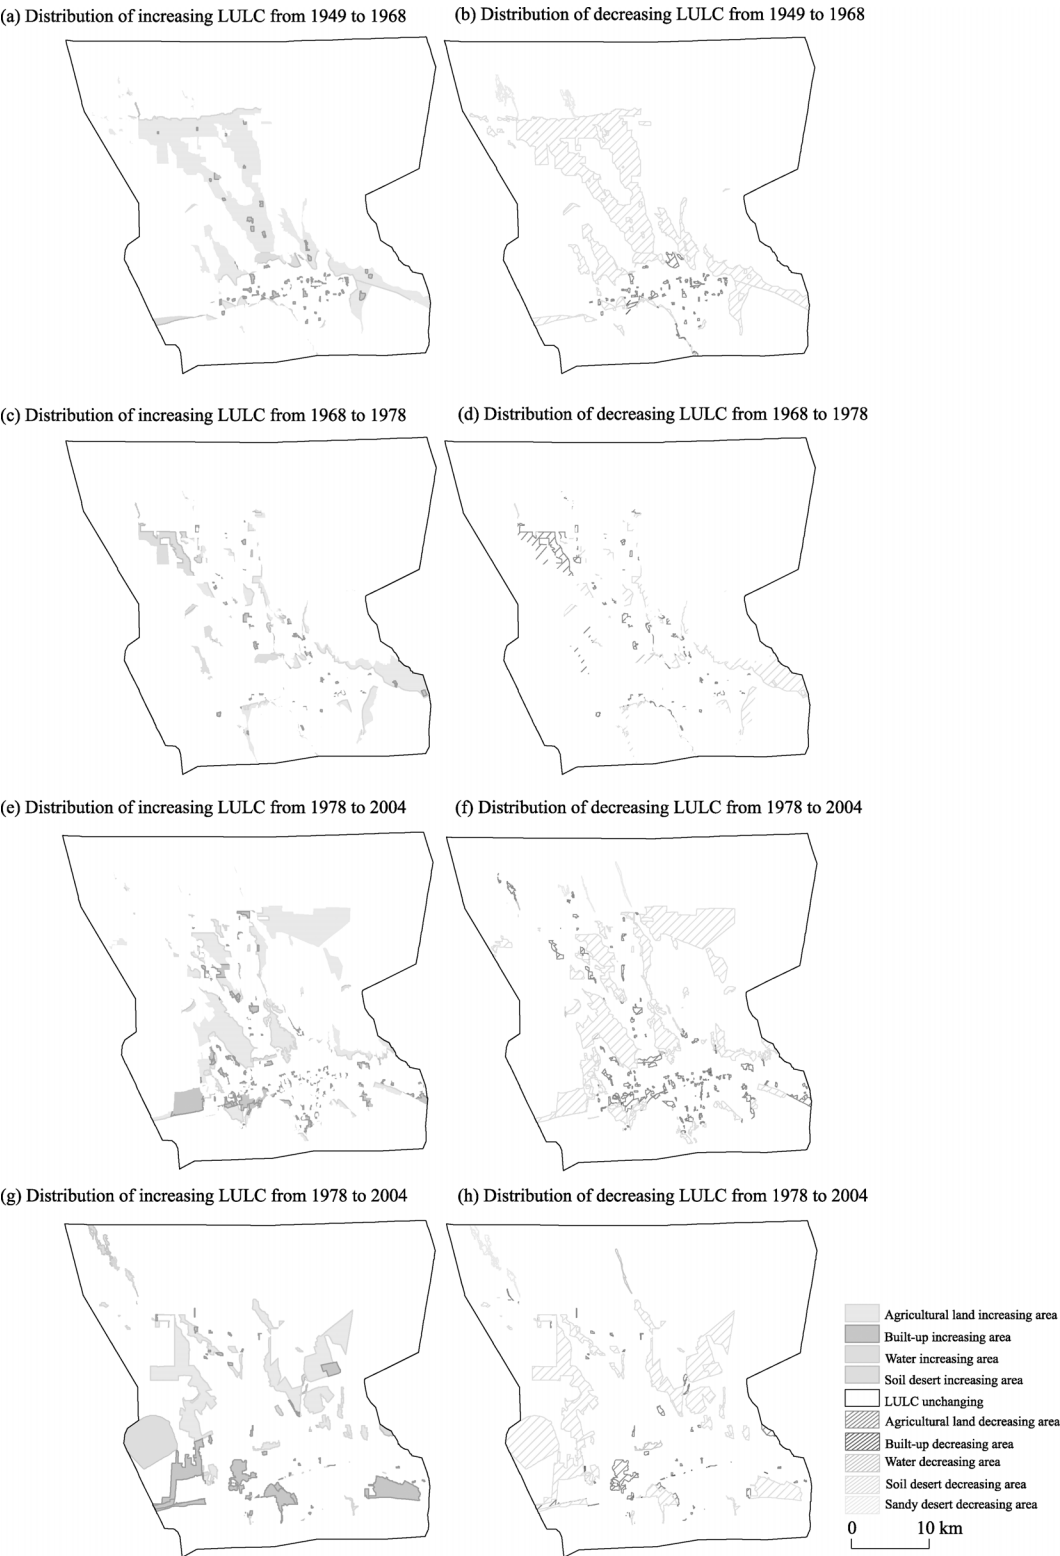 (a) Distribution of increasing LULC from 1949 to 1968
(b) Distribution of decreasing LULC from 1949 to 1968
(c) Distribution of increasing LULC from 1968 to 1978
(d) Distribution of decreasing LULC from 1968 to 1978
(e) Distribution of increasing LULC from 1978 to 2004
(f) Distribution of decreasing LULC from 1978 to 2004
(g) Distribution of increasing LULC from 1978 to 2004
(h) Distribution of decreasing LULC from 1978 to 2004
Agricultural land increasing area
Built-up increasing area
Water increasing area
Soil desert increasing area
LULC unchanging
Agricultural land decreasing area
Built-up decreasing area
Water decreasing area
Soil desert decreasing area
Sandy desert decreasing area
0 10 km